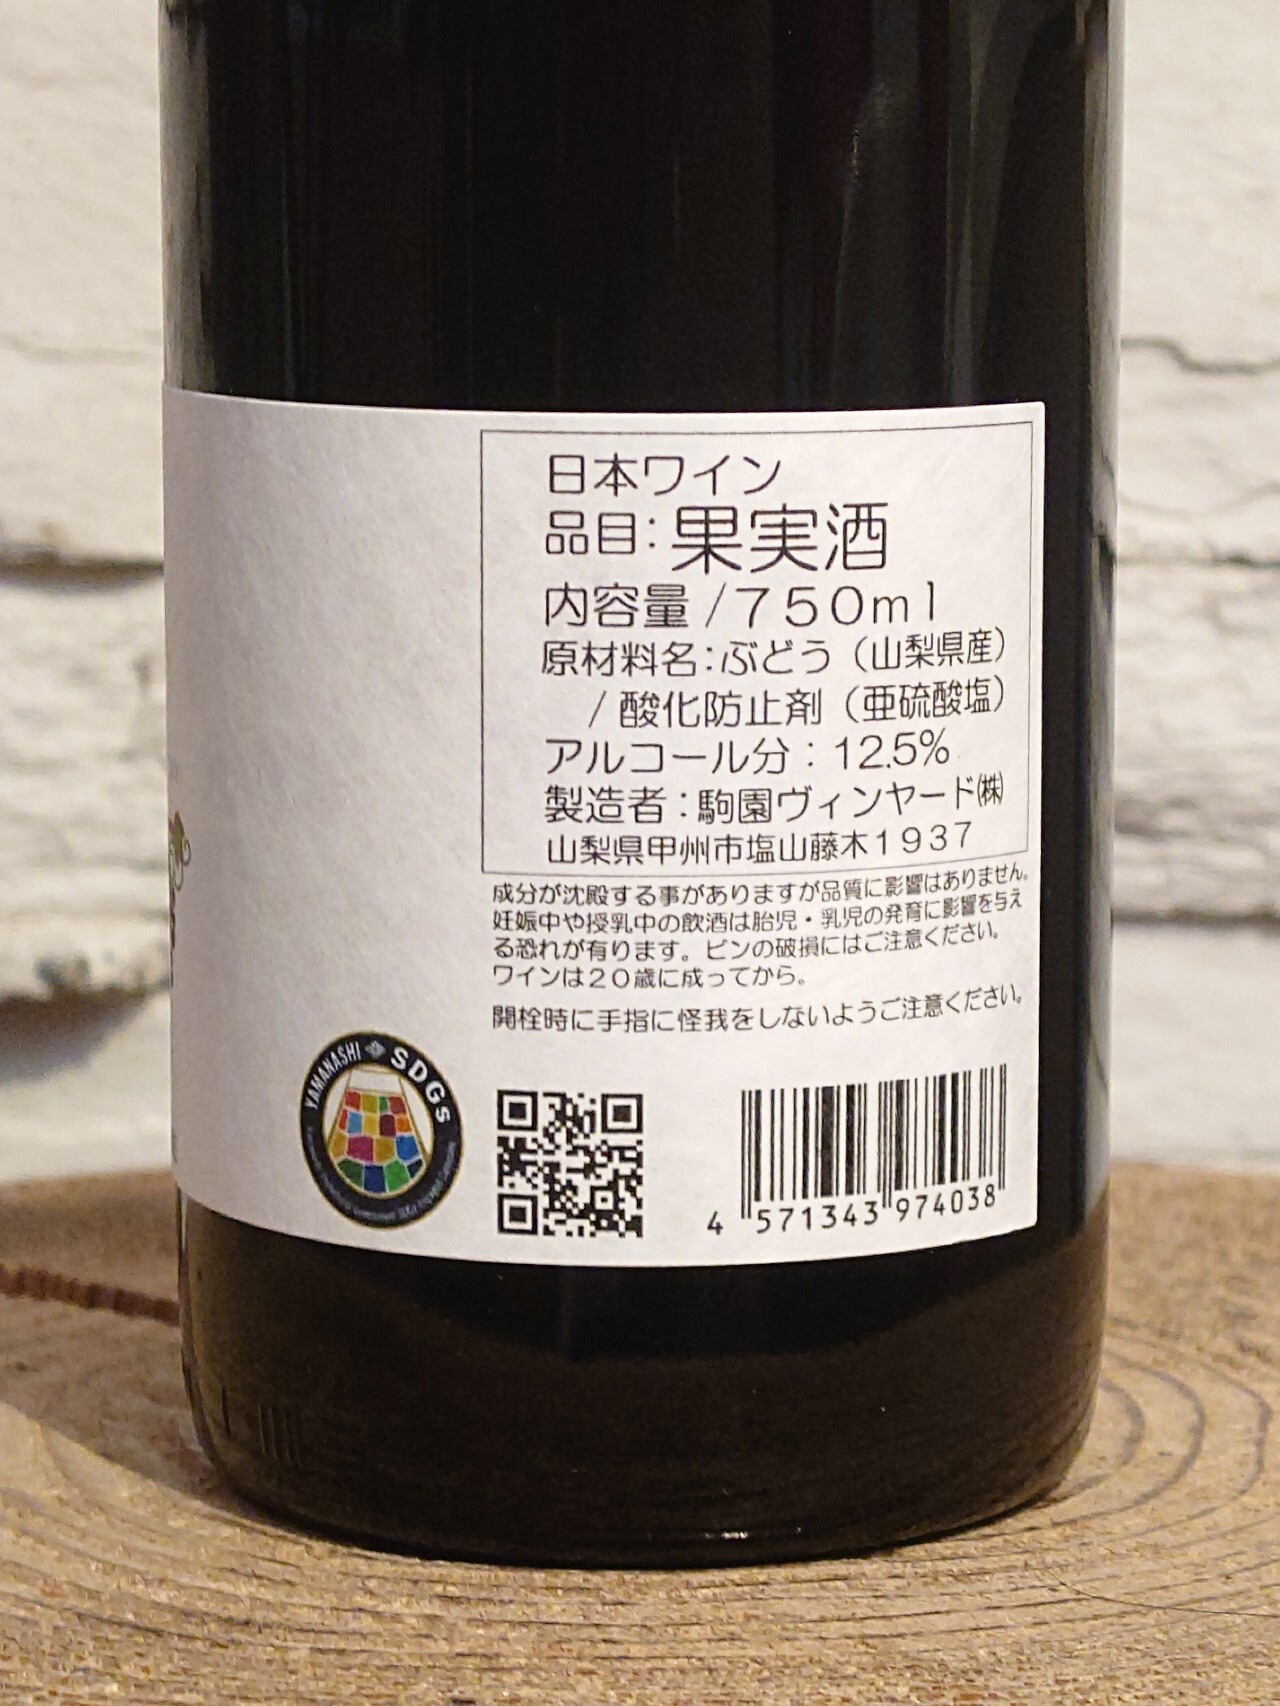 日本ワイン
品目：果実酒
内容量/750ml
原材料名：ぶどう（山梨県産）
/酸化防止剤（亜硫酸塩）
アルコール分：12.5%
製造者：駒園ヴィンヤード㈱
山梨県甲州市塩山藤木1937
成分が沈殿する事がありますが品質に影響はありません。
妊娠中や授乳中の飲酒は胎児・乳児の発育に影響を与え
る恐れが有ります。ビンの破損にはご注意ください。
ワインは20歳に成ってから。
開栓時に手指に怪我をしないようご注意ください。
YAMANASHI SDGs
4 571343 974038